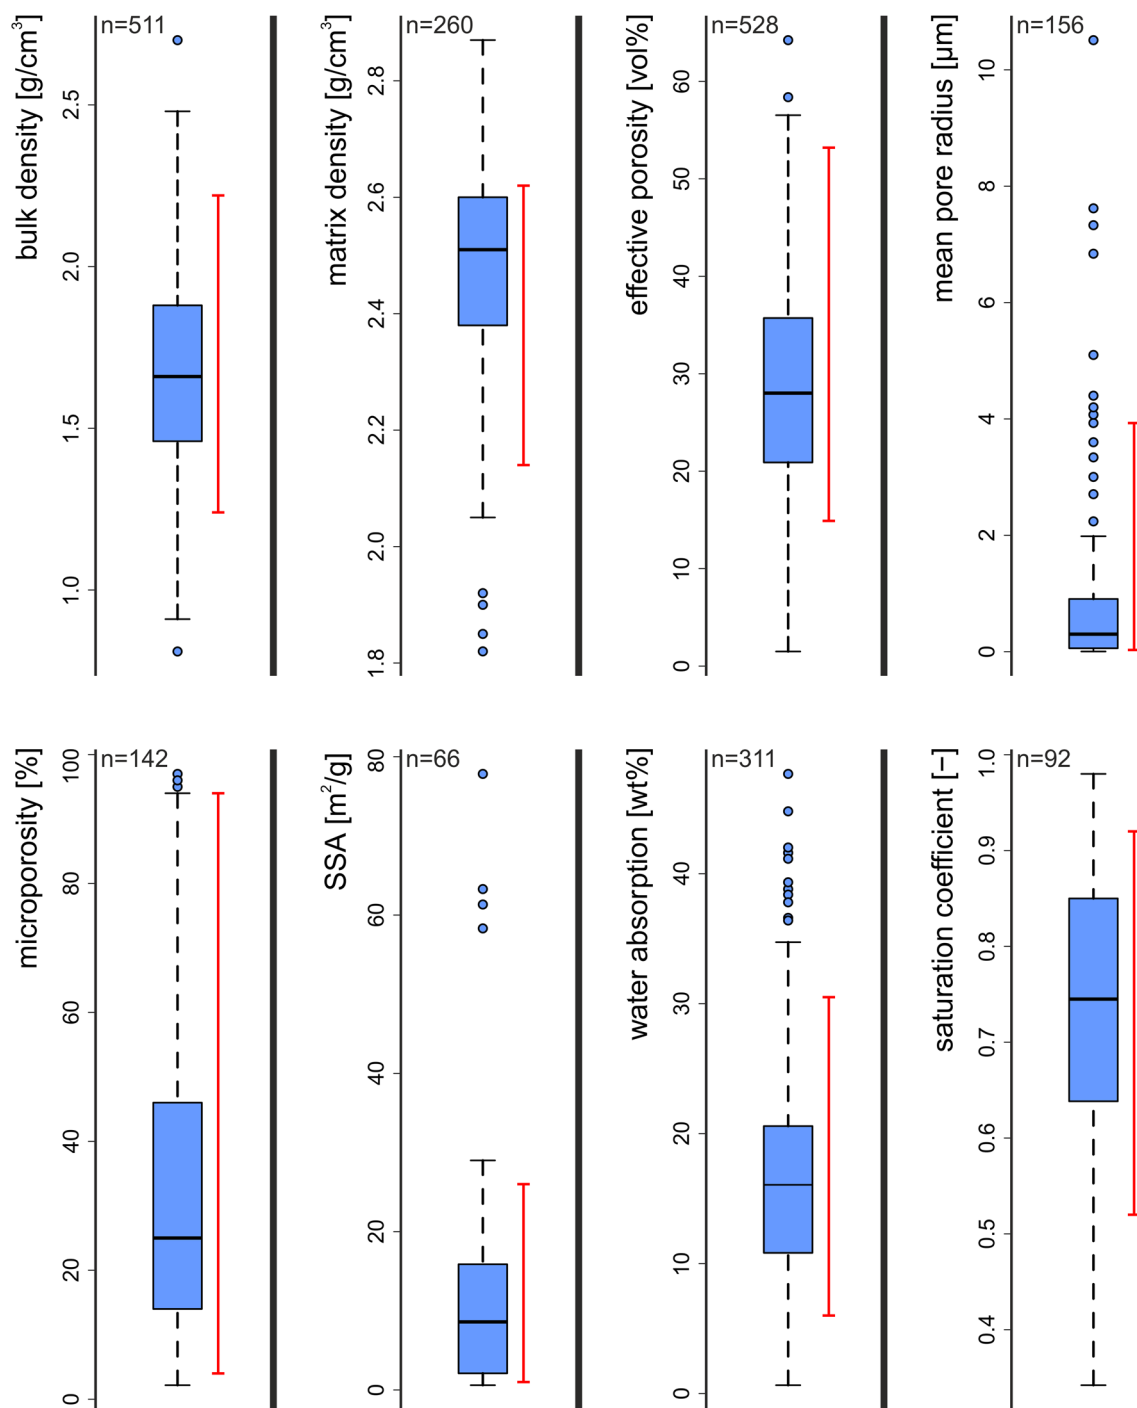 bulk density [g/cm³]
n=511
2.5
2.0
1.5
1.0
matrix density [g/cm³]
n=260
2.8
2.6
2.4
2.2
2.0
1.8
effective porosity [vol%]
n=528
60
50
40
30
20
10
0
mean pore radius [µm]
n=156
10
8
6
4
2
0
microporosity [%]
n=142
100
80
60
40
20
0
SSA [m²/g]
n=66
80
60
40
20
0
water absorption [wt%]
n=311
40
30
20
10
0
saturation coefficient [−]
n=92
1.0
0.9
0.8
0.7
0.6
0.5
0.4